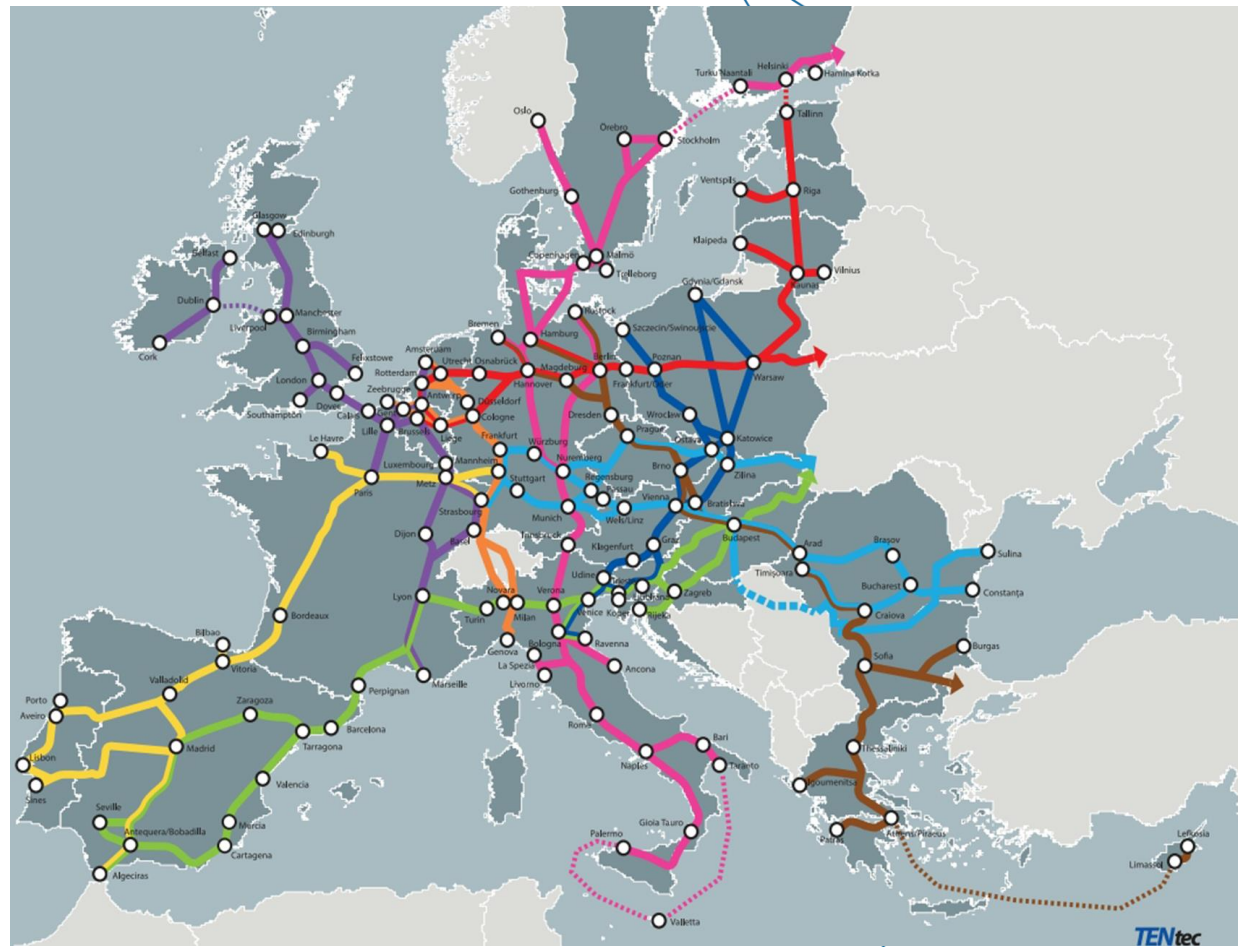 Helsinki
Turku Naantali
Hamina Kotka
Tallinn
Oslo
Örebro
Stockholm
Ventspils
Riga
Gothenburg
Glasgow
Edinburgh
Klaipeda
Belfast
Copenhagen
Malmö
Trelleborg
Vilnius
Kaunas
Gdynia/Gdansk
Dublin
Liverpool
Manchester
Rostock
Szczecin/Swinoujscie
Birmingham
Bremen
Hamburg
Cork
Amsterdam
Felixstowe
Utrecht
Osnabrück
Berlin
Poznan
Warsaw
Rotterdam
Magdeburg
Frankfurt/Oder
Hannover
London
Zeebrugge
Dover
Antwerp
Düsseldorf
Southampton
Calais
Cologne
Dresden
Wroclaw
Lille
Brussels
Liège
Prague
Katowice
Le Havre
Frankfurt
Würzburg
Ostava
Luxembourg
Mannheim
Nuremberg
Brno
Zilina
Paris
Metz
Stuttgart
Regensburg
Passau
Strasbourg
Vienna
Bratislava
Munich
Wels/Linz
Dijon
Basel
Innsbruck
Klagenfurt
Graz
Budapest
Arad
Brasov
Sulina
Udine
Timişoara
Bucharest
Constanţa
Lyon
Novara
Verona
Zagreb
Turin
Milan
Venice
Koper
Rijeka
Craiova
Bordeaux
Bologna
Ravenna
Bilbao
Genova
Sofia
Burgas
Vitoria
La Spezia
Ancona
Livorno
Marseille
Valladolid
Perpignan
Porto
Zaragoza
Aveiro
Barcelona
Rome
Tarragona
Madrid
Bari
Thessaloniki
Lisbon
Naples
Taranto
Valencia
Igoumenitsa
Sines
Seville
Murcia
Gioia Tauro
Antequera/Bobadilla
Palermo
Athens/Piraeus
Patras
Lefkosia
Cartagena
Limassol
Algeciras
Valletta
TENtec